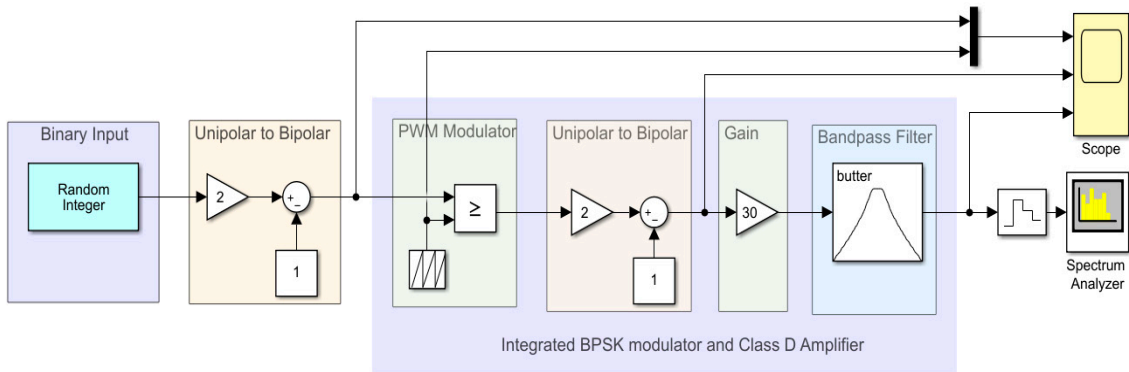 Binary Input
Random
Integer
Unipolar to Bipolar
2
+
−
1
PWM Modulator
≥
Unipolar to Bipolar
2
+
−
1
Gain
30
Bandpass Filter
butter
Scope
Spectrum
Analyzer
Integrated BPSK modulator and Class D Amplifier